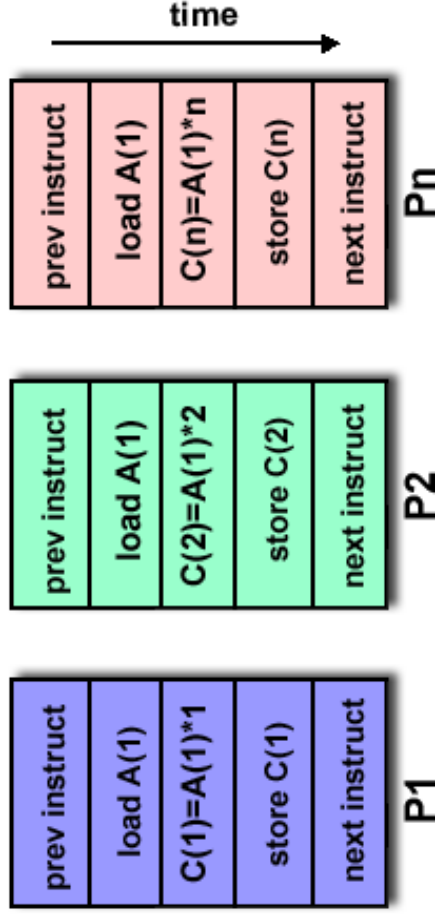 prev instruct
load A(1)
C(1)=A(1)*1
store C(1)
next instruct
P1
prev instruct
load A(1)
C(2)=A(1)*2
store C(2)
next instruct
P2
prev instruct
load A(1)
C(n)=A(1)*n
store C(n)
next instruct
Pn
time